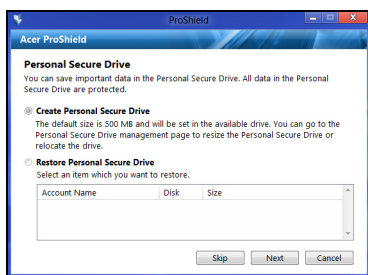 ProShield
Acer ProShield
Personal Secure Drive
You can save important data in the Personal Secure Drive. All data in the Personal
Secure Drive are protected.
Create Personal Secure Drive
The default size is 500 MB and will be set in the available drive. You can go to the
Personal Secure Drive management page to resize the Personal Secure Drive or
relocate the drive.
Restore Personal Secure Drive
Select an item which you want to restore.
Account Name Disk Size
Skip Next Cancel